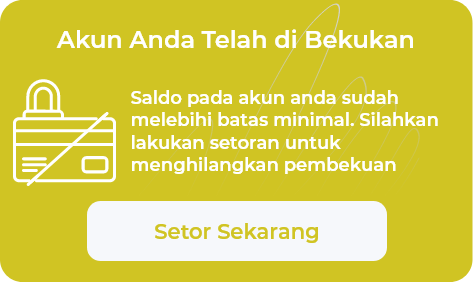 Akun Anda Telah di Bekukan
Saldo pada akun anda sudah
melebihi batas minimal. Silahkan
lakukan setoran untuk
menghilangkan pembekuan
Setor Sekarang